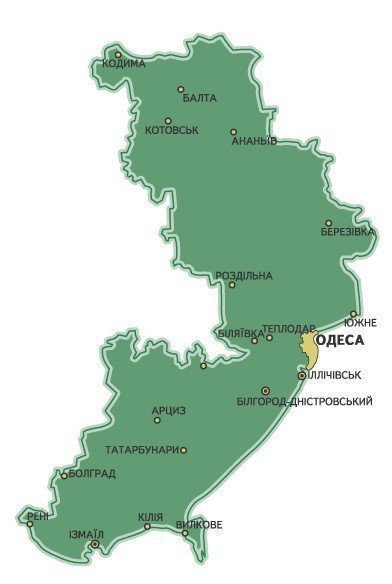 КОДИМА
БАЛТА
КОТОВСЬК
АНАНЬЇВ
БЕРЕЗІВКА
РОЗДІЛЬНА
ЮЖНЕ
ТЕПЛОДАР
БІЛЯЇВКА
ОДЕСА
ІЛЛІЧІВСЬК
БІЛГОРОД-ДНІСТРОВСЬКИЙ
АРЦИЗ
ТАТАРБУНАРИ
БОЛГРАД
РЕНІ
КІЛІЯ
ВИЛКОВЕ
ІЗМАЇЛ